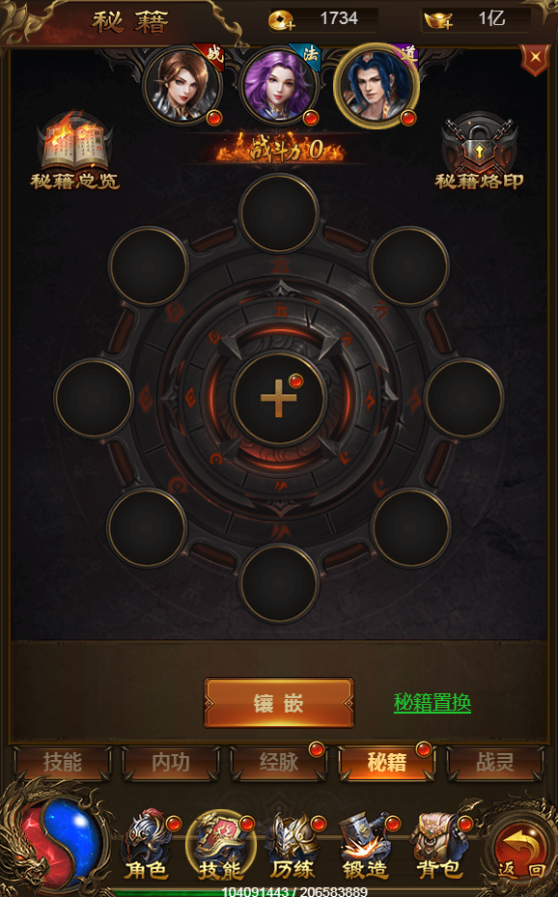 秘籍
1734
1亿
战
法
道
战斗力0
秘籍总览
秘籍烙印
镶嵌
秘籍置换
技能
内功
经脉
秘籍
战灵
角色
技能
历练
锻造
背包
返回
104091443 / 206583889